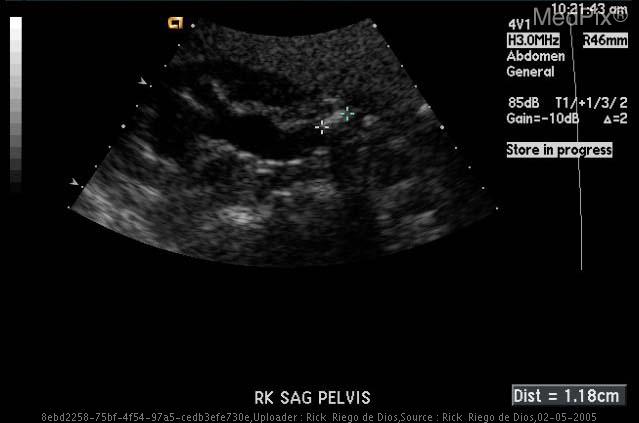 10:21:43 am
MedPix®
4V1
H3.0MHz R46mm
Abdomen
General
85dB T1/+1/3/2
Gain=-10dB Δ=2
Store in progress
RK SAG PELVIS
Dist = 1.18cm
8ebd2258-75bf-4f54-97a5-cedb3efe730e,Uploader : Rick Riego de Dios,Source : Rick Riego de Dios,02-05-2005